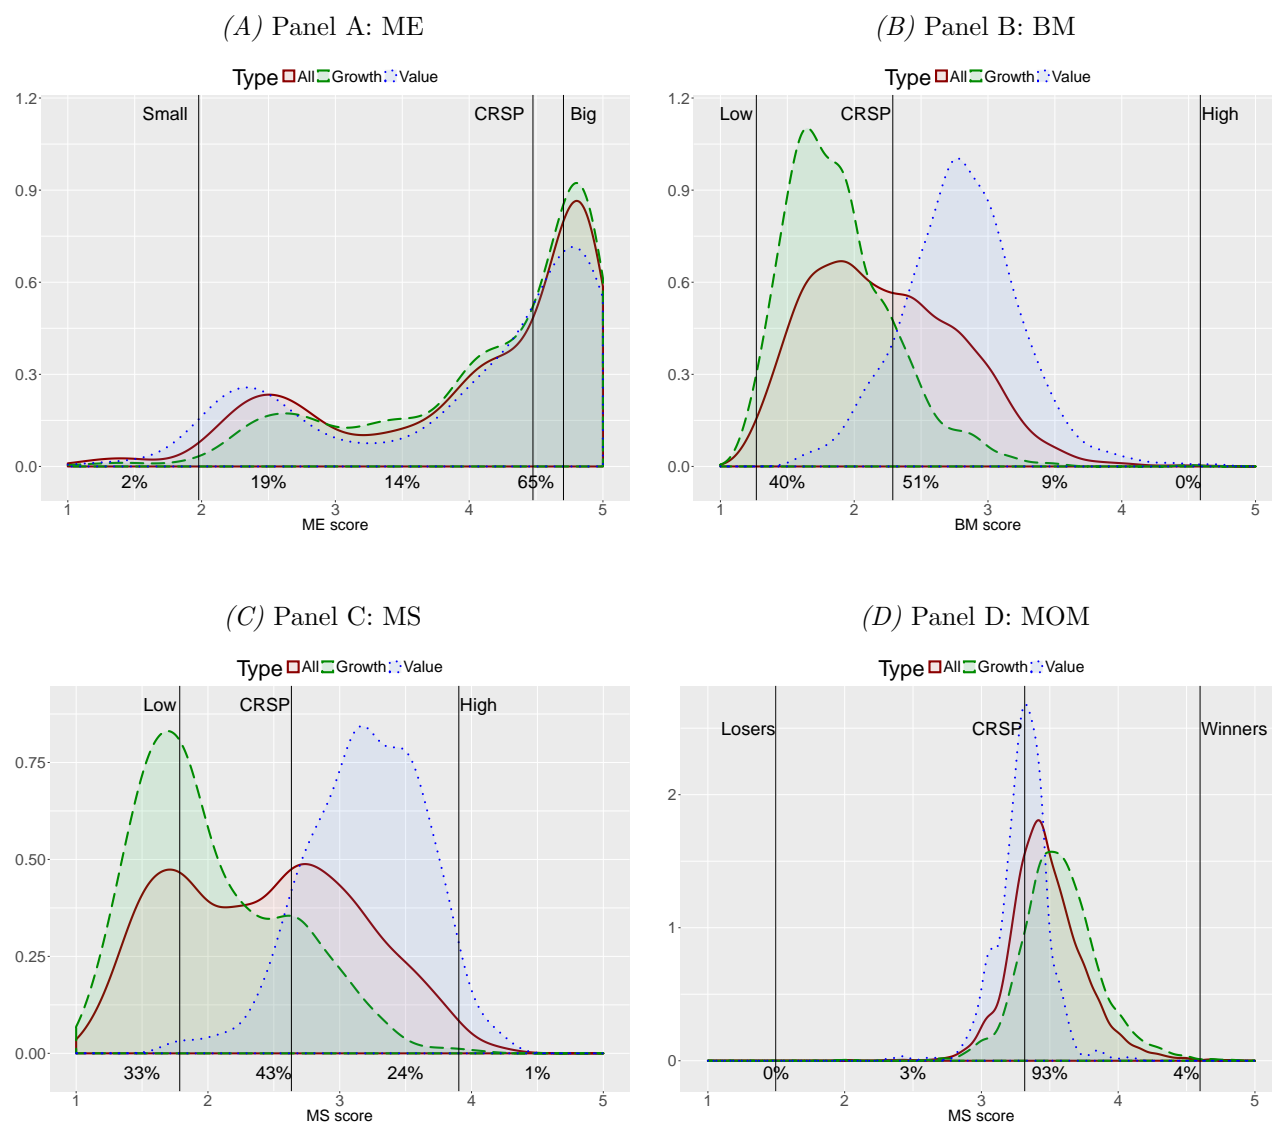 (A) Panel A: ME
Type All Growth Value
Small CRSP Big
1.2
0.9
0.6
0.3
0.0
2% 19% 14% 65%
1 2 3 4 5
ME score
(B) Panel B: BM
Type All Growth Value
Low CRSP High
1.2
0.9
0.6
0.3
0.0
40% 51% 9% 0%
1 2 3 4 5
BM score
(C) Panel C: MS
Type All Growth Value
Low CRSP High
0.75
0.50
0.25
0.00
33% 43% 24% 1%
1 2 3 4 5
MS score
(D) Panel D: MOM
Type All Growth Value
Losers CRSP Winners
2
1
0
0% 3% 93% 4%
1 2 3 4 5
MS score